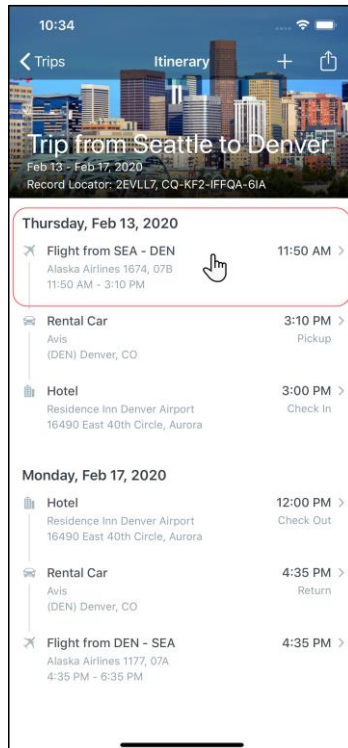 10:34
Trips
Itinerary
Trip from Seattle to Denver
Feb 13 - Feb 17, 2020
Record Locator: 2EVLL7, CQ-KF2-IFFQA-6IA
Thursday, Feb 13, 2020
Flight from SEA - DEN 11:50 AM
Alaska Airlines 1674, 07B
11:50 AM - 3:10 PM
Rental Car 3:10 PM
Avis Pickup
(DEN) Denver, CO
Hotel 3:00 PM
Residence Inn Denver Airport Check In
16490 East 40th Circle, Aurora
Monday, Feb 17, 2020
Hotel 12:00 PM
Residence Inn Denver Airport Check Out
16490 East 40th Circle, Aurora
Rental Car 4:35 PM
Avis Return
(DEN) Denver, CO
Flight from DEN - SEA 4:35 PM
Alaska Airlines 1177, 07A
4:35 PM - 6:35 PM